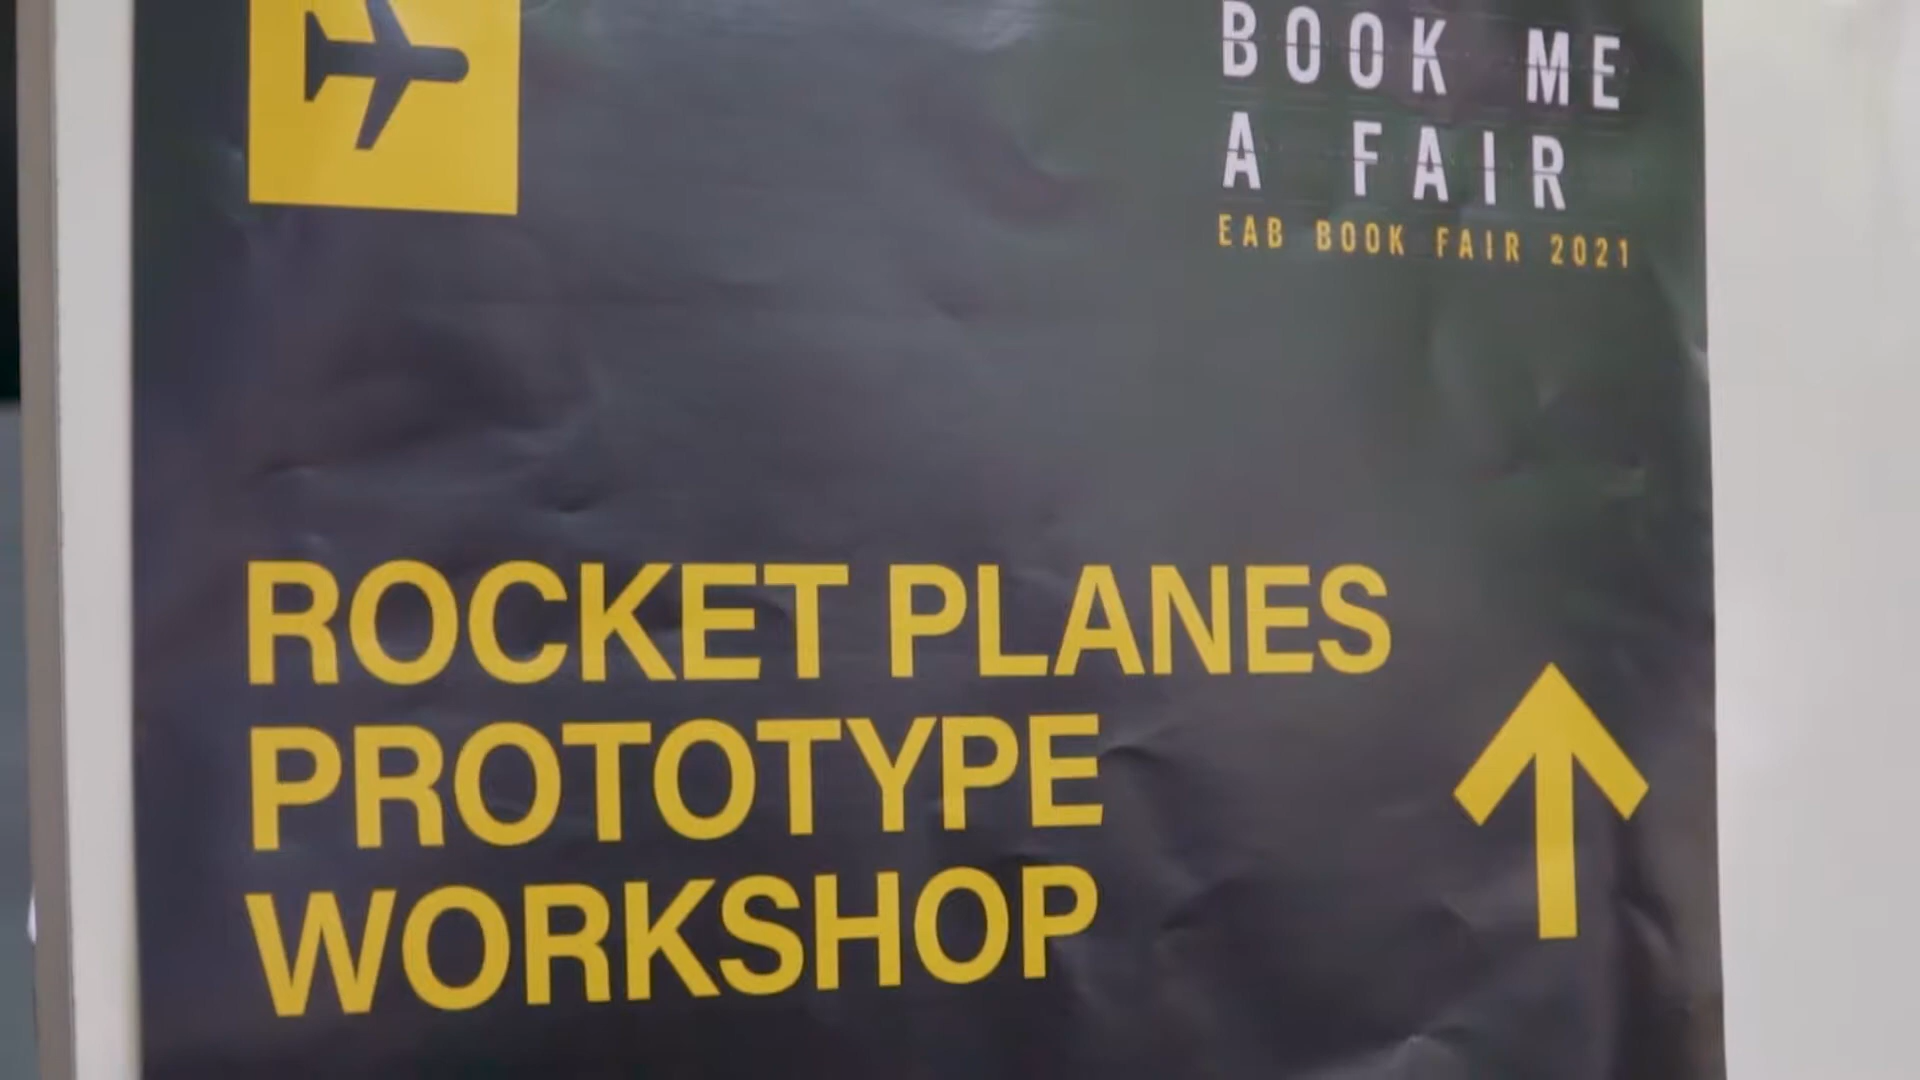 BOOK ME
A FAIR
EAB BOOK FAIR 2021
ROCKET PLANES
PROTOTYPE
WORKSHOP